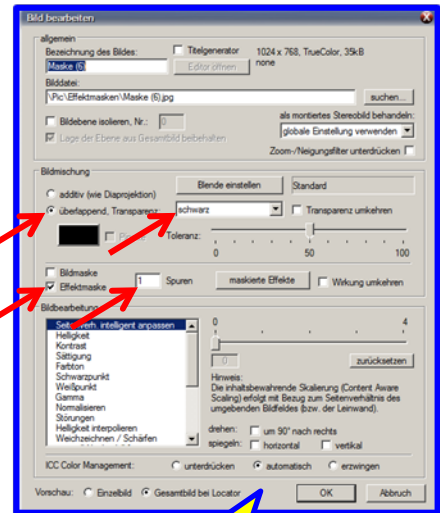 Bild bearbeiten
allgemein
Bezeichnung des Bildes:
Titelgenerator
1024 x 768, TrueColor, 35kB
Maske (6)
Editor öffnen
none
Bilddatei:
\Pic\Effektmasken\Maske (6).jpg
suchen...
Bildebene isolieren, Nr.:
0
als montiertes Stereobild behandeln:
Lage der Ebene aus Gesamtbild beibehalten
globale Einstellung verwenden
Zoom-/Neigungsfilter unterdrücken
Bildmischung
additiv (wie Diaprojektion)
Blende einstellen
Standard
überlappend, Transparenz:
schwarz
Transparenz umkehren
Toleranz:
0
50
100
Bildmaske
Effektmaske
1
Spuren
maskierte Effekte
Wirkung umkehren
Bildbearbeitung
Seitenverh. intelligent anpassen
Helligkeit
Kontrast
Sättigung
Farbton
Schwarzpunkt
Weißpunkt
Gamma
Normalisieren
Störungen
Helligkeit interpolieren
Weichzeichnen / Schärfen
0
4
0
zurücksetzen
Hinweis:
Die inhaltsbewahrende Skalierung (Content Aware
Scaling) erfolgt mit Bezug zum Seitenverhältnis des
umgebenden Bildfeldes (bzw. der Leinwand).
drehen:
um 90° nach rechts
spiegeln:
horizontal
vertikal
ICC Color Management:
unterdrücken
automatisch
erzwingen
Vorschau:
Einzelbild
Gesamtbild bei Locator
OK
Abbruch